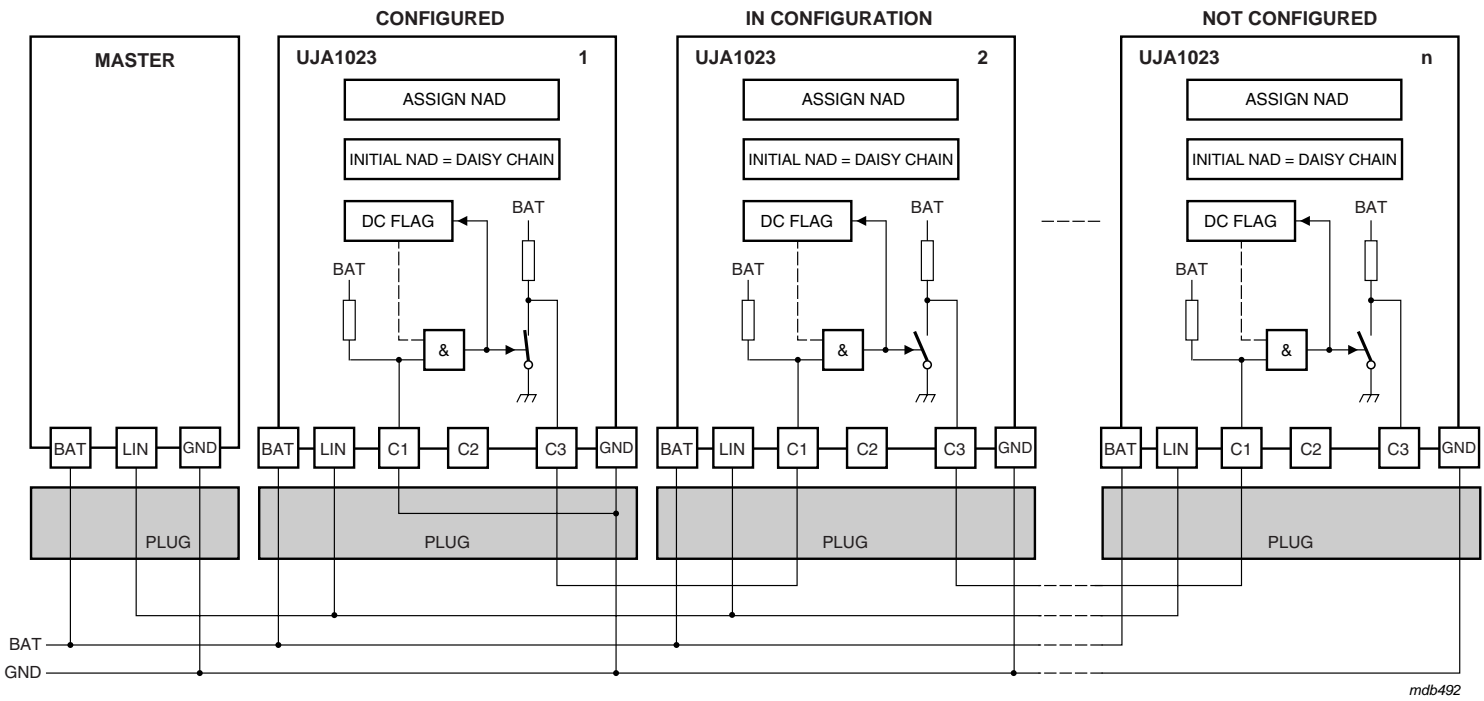 CONFIGURED
IN CONFIGURATION
NOT CONFIGURED
MASTER
UJA1023 1
UJA1023 2
UJA1023 n
ASSIGN NAD
ASSIGN NAD
ASSIGN NAD
INITIAL NAD = DAISY CHAIN
INITIAL NAD = DAISY CHAIN
INITIAL NAD = DAISY CHAIN
DC FLAG
BAT
DC FLAG
BAT
DC FLAG
BAT
BAT
BAT
BAT
&
&
&
BAT LIN GND
BAT LIN C1 C2 C3 GND
BAT LIN C1 C2 C3 GND
BAT LIN C1 C2 C3 GND
PLUG
PLUG
PLUG
PLUG
BAT
GND
mdb492